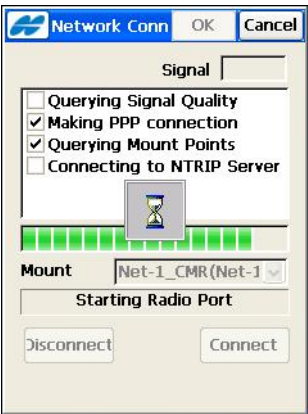 Network Conn OK Cancel
Signal
Querying Signal Quality
Making PPP connection
Querying Mount Points
Connecting to NTRIP Server
Mount Net-1_CMR(Net-1
Starting Radio Port
Disconnect Connect